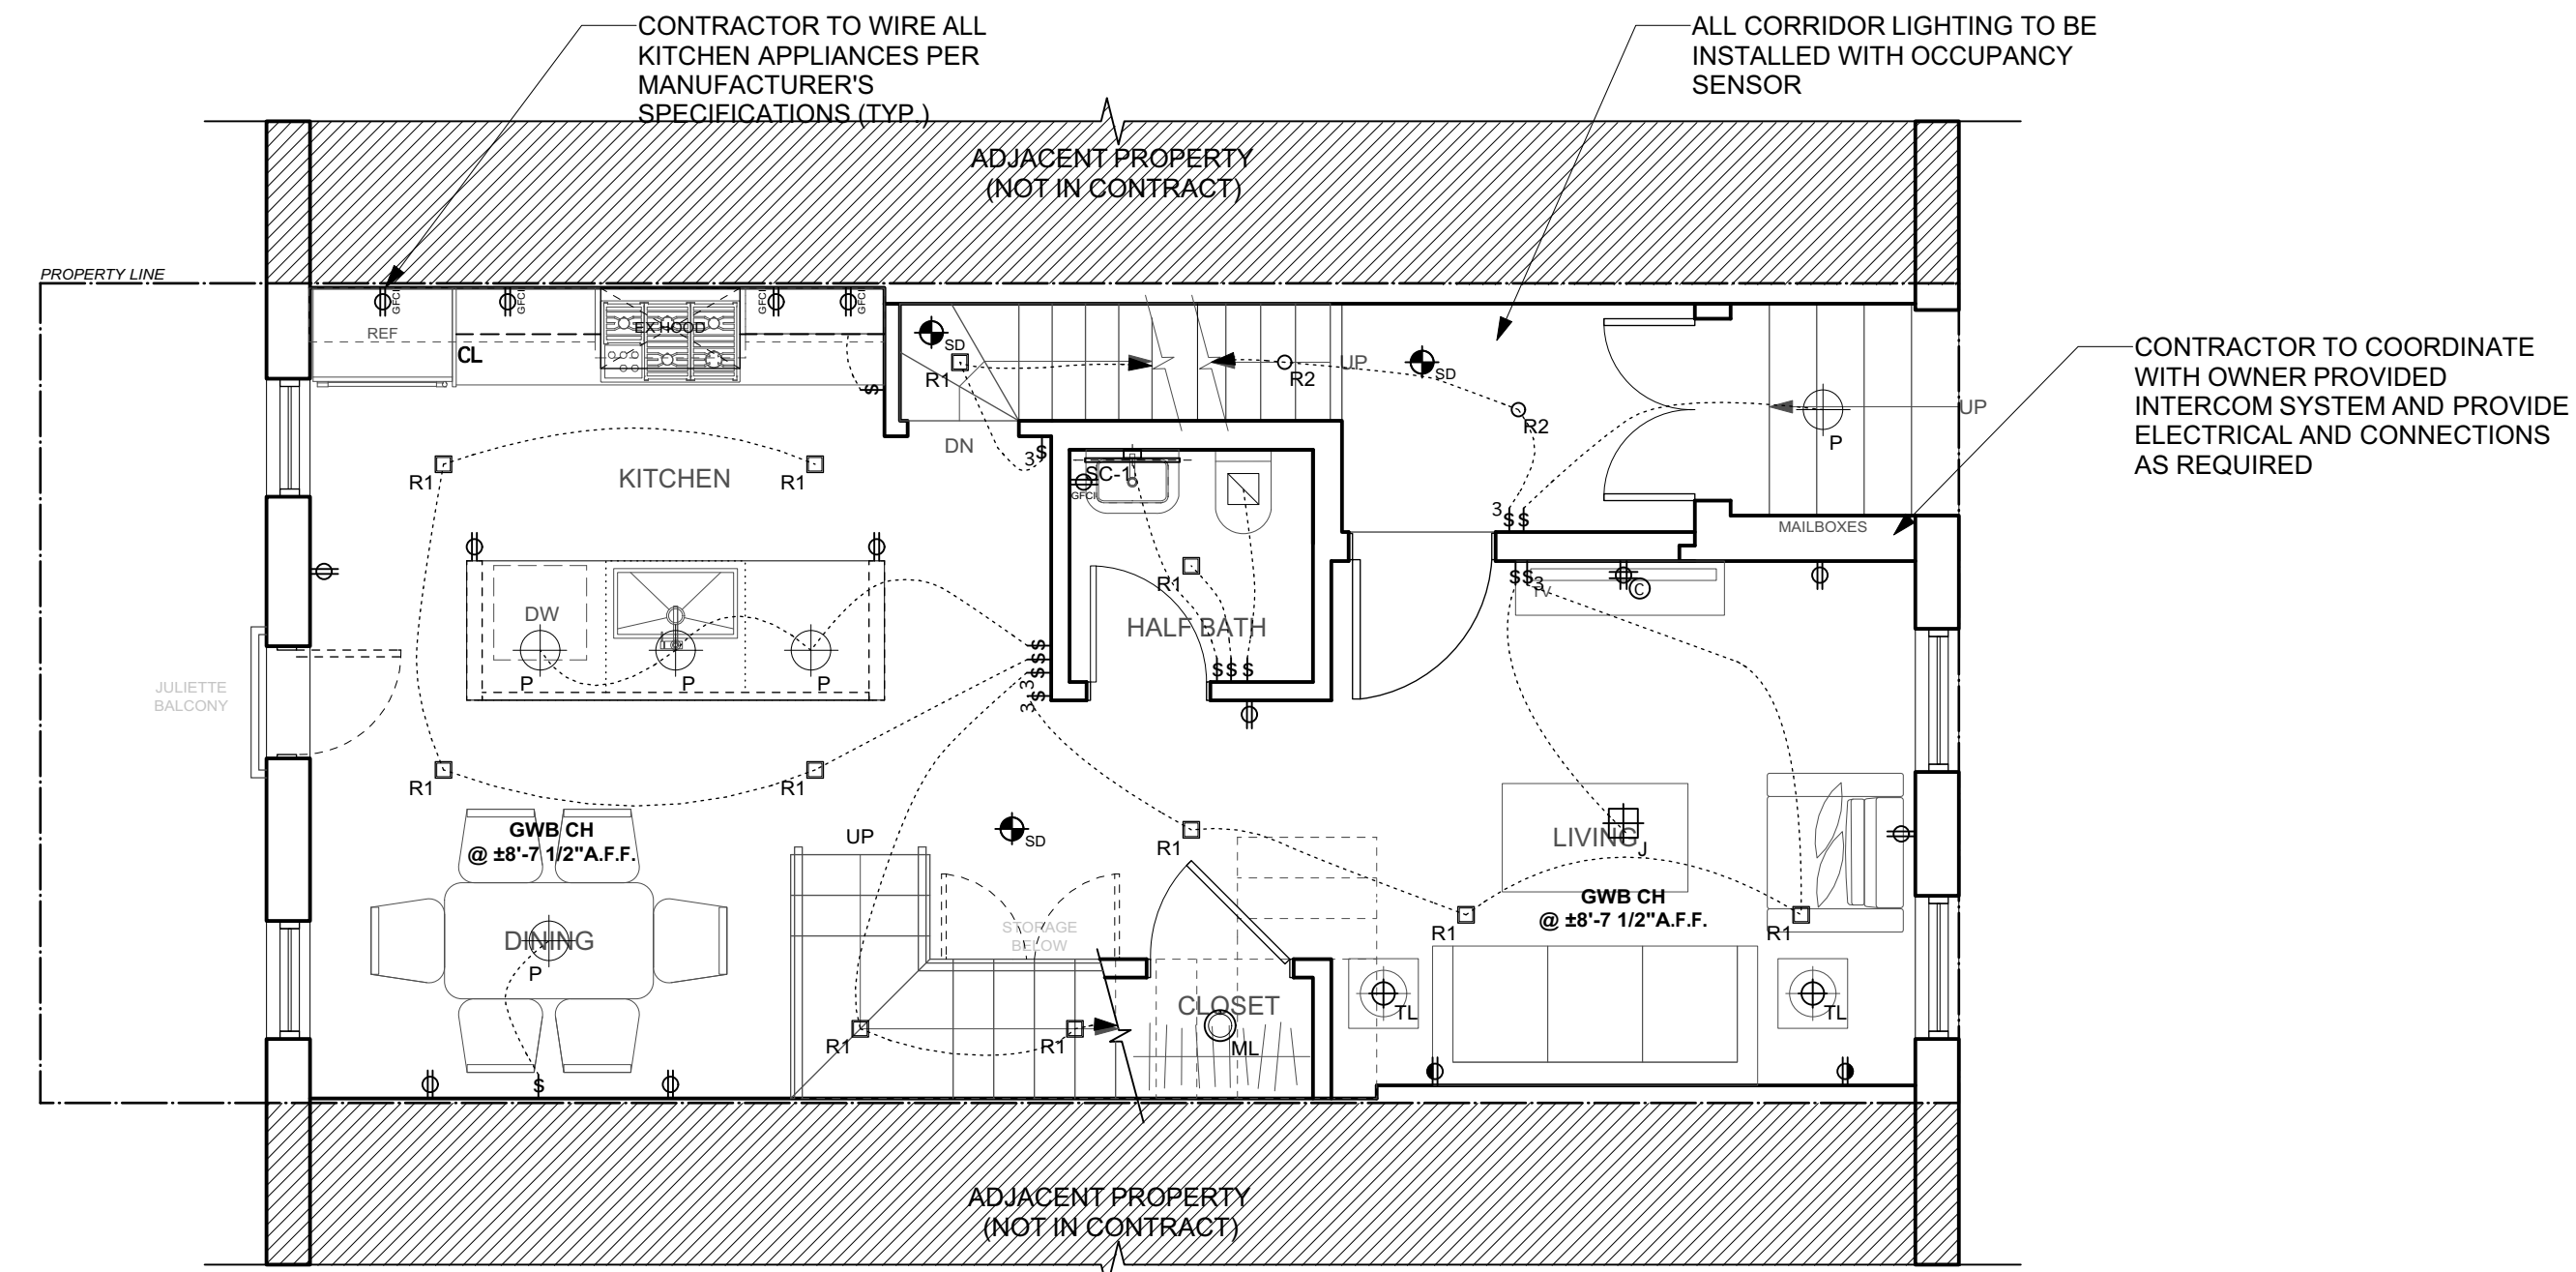 CONTRACTOR TO WIRE ALL
KITCHEN APPLIANCES PER
MANUFACTURER'S
SPECIFICATIONS (TYP.)
ALL CORRIDOR LIGHTING TO BE
INSTALLED WITH OCCUPANCY
SENSOR
ADJACENT PROPERTY
(NOT IN CONTRACT)
PROPERTY LINE
CONTRACTOR TO COORDINATE
WITH OWNER PROVIDED
INTERCOM SYSTEM AND PROVIDE
ELECTRICAL AND CONNECTIONS
AS REQUIRED
GFCI
GFCI
GFCI
GFCI
REF
EX HOOD
CL
$
SD
R1
R2
UP
SD
R2
P
UP
DN
3$
R1
KITCHEN
R1
SC-1
GFCI
3$$
MAILBOXES
R1
HALF BATH
$$$
$$3
TV
C
DW
P
P
P
$
$
3$
3$
JULIETTE
BALCONY
R1
R1
GWB CH
@ ±8'-7 1/2"A.F.F.
UP
SD
R1
LIVING
J
GWB CH
@ ±8'-7 1/2"A.F.F.
R1
R1
DINING
P
STORAGE
BELOW
CLOSET
TL
TL
R1
R1
ML
$
ADJACENT PROPERTY
(NOT IN CONTRACT)